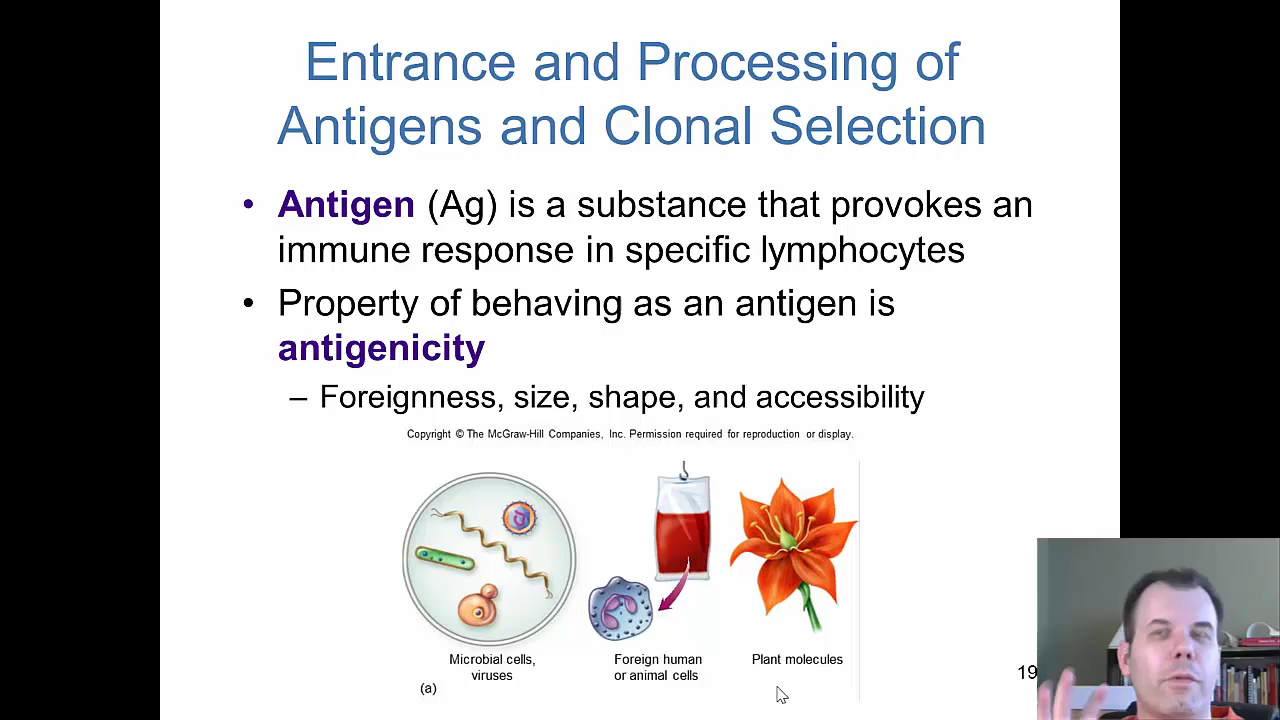 Entrance and Processing of
Antigens and Clonal Selection
• Antigen (Ag) is a substance that provokes an
immune response in specific lymphocytes
• Property of behaving as an antigen is
antigenicity
– Foreignness, size, shape, and accessibility
Copyright © The McGraw-Hill Companies, Inc. Permission required for reproduction or display.
Microbial cells,
viruses
Foreign human
or animal cells
Plant molecules
(a)
19